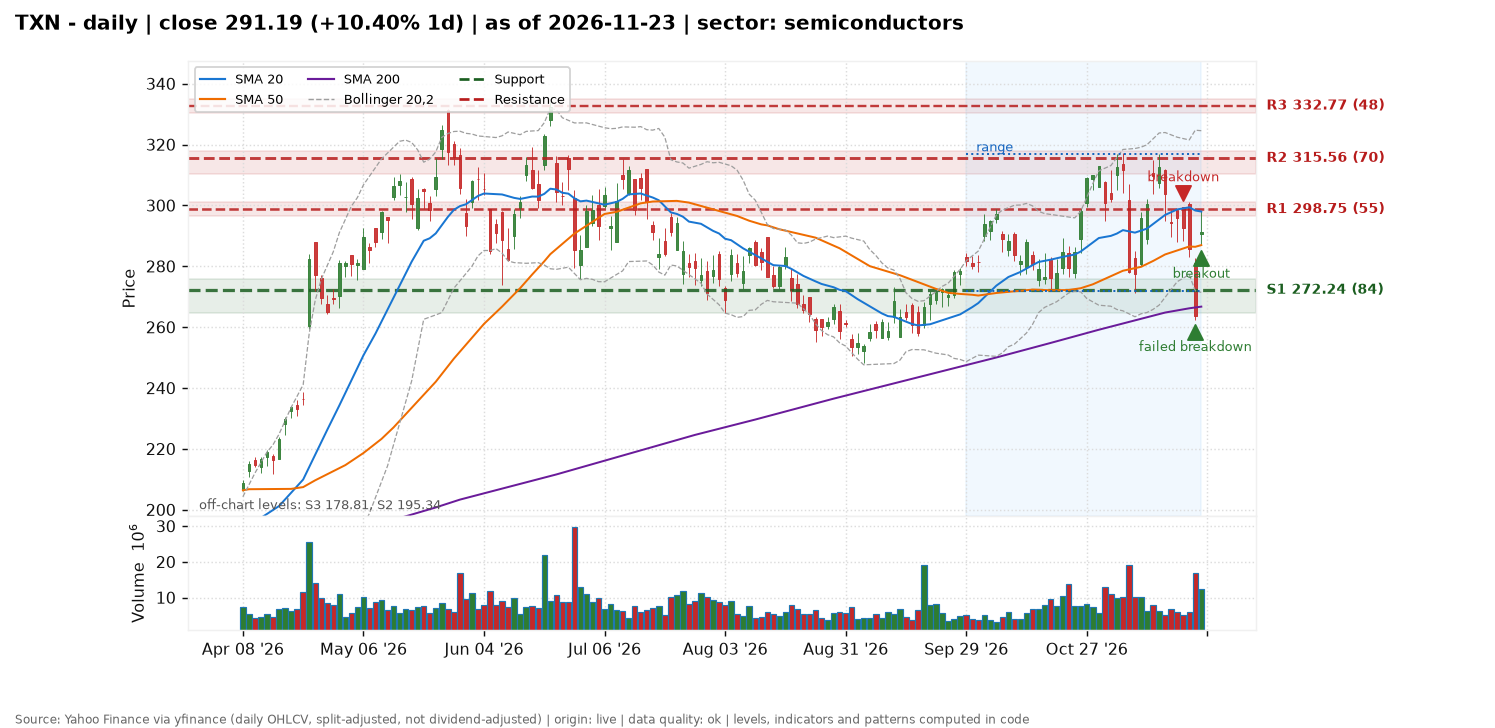 TXN - daily | close 291.19 (+10.40% 1d) | as of 2026-11-23 | sector: semiconductors
SMA 20
SMA 50
SMA 200
Bollinger 20,2
Support
Resistance
Price
340
320
300
280
260
240
220
200
R3 332.77 (48)
R2 315.56 (70)
R1 298.75 (55)
S1 272.24 (84)
range
breakdown
breakout
failed breakdown
off-chart levels: S3 178.81, S2 195.34
Volume 10⁶
30
20
10
Apr 08 '26
May 06 '26
Jun 04 '26
Jul 06 '26
Aug 03 '26
Aug 31 '26
Sep 29 '26
Oct 27 '26
Source: Yahoo Finance via yfinance (daily OHLCV, split-adjusted, not dividend-adjusted) | origin: live | data quality: ok | levels, indicators and patterns computed in code